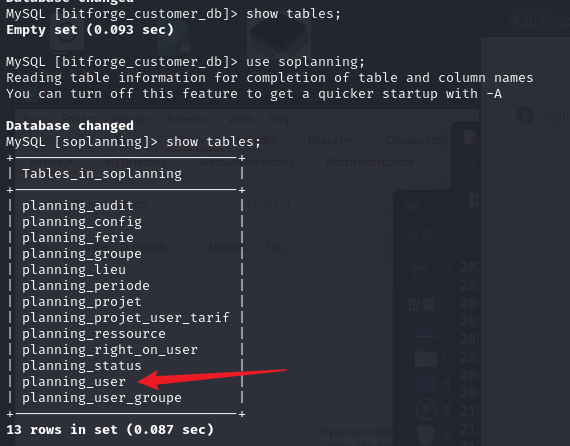 Database changed
MySQL [bitforge_customer_db]> show tables;
Empty set (0.093 sec)
MySQL [bitforge_customer_db]> use soplanning;
Reading table information for completion of table and column names
You can turn off this feature to get a quicker startup with -A
Database changed
MySQL [soplanning]> show tables;
+-----------------------------+
| Tables_in_soplanning        |
+-----------------------------+
| planning_audit              |
| planning_config             |
| planning_ferie              |
| planning_groupe             |
| planning_lieu               |
| planning_periode            |
| planning_projet             |
| planning_projet_user_tarif  |
| planning_ressource          |
| planning_right_on_user      |
| planning_status             |
| planning_user               |
| planning_user_groupe        |
+-----------------------------+
13 rows in set (0.087 sec)